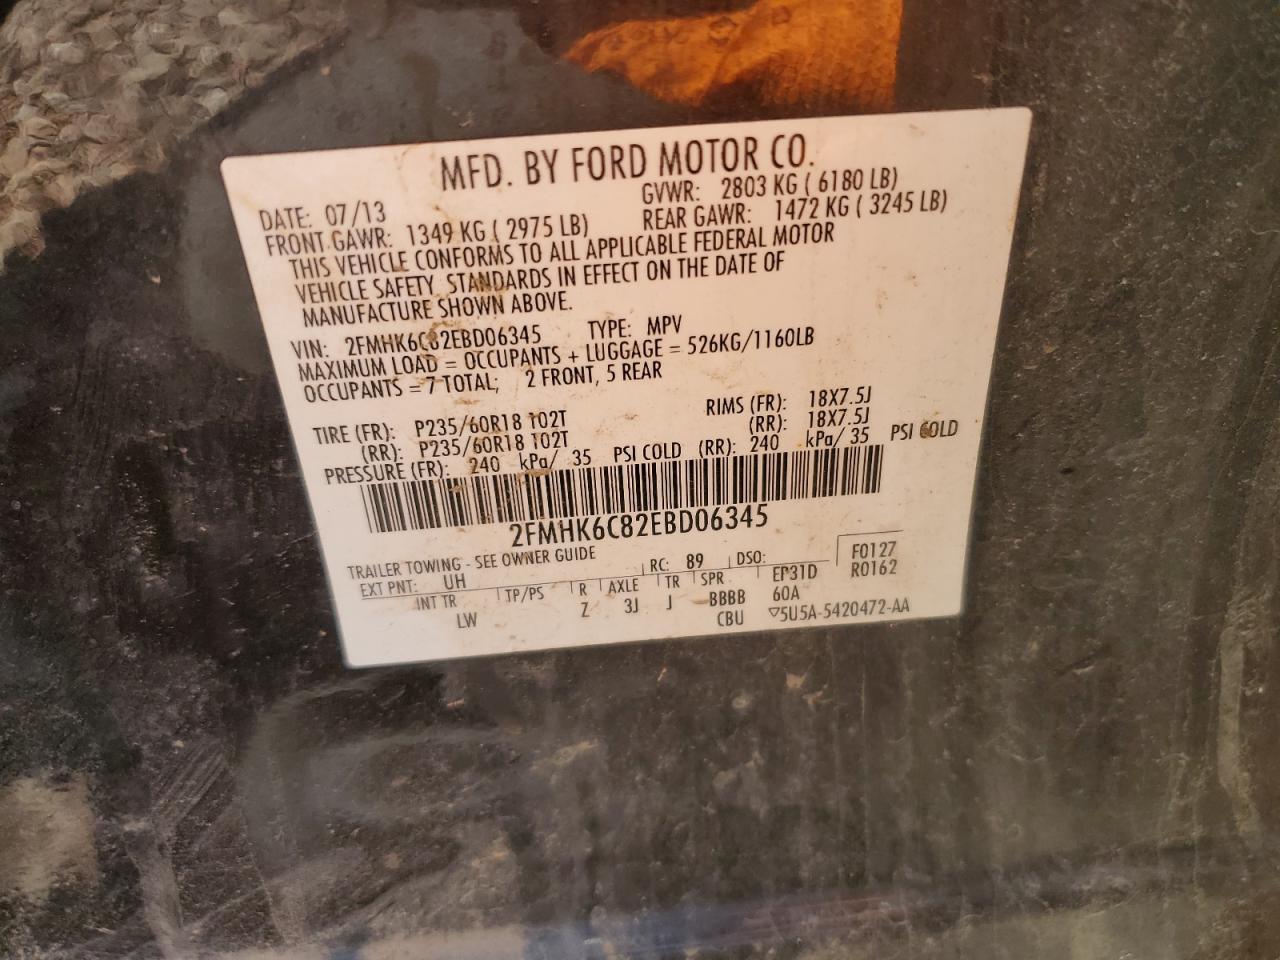 MFD. BY FORD MOTOR CO.
DATE: 07/13 GVWR: 2803 KG ( 6180 LB)
FRONT GAWR: 1349 KG ( 2975 LB) REAR GAWR: 1472 KG ( 3245 LB)
THIS VEHICLE CONFORMS TO ALL APPLICABLE FEDERAL MOTOR
VEHICLE SAFETY STANDARDS IN EFFECT ON THE DATE OF
MANUFACTURE SHOWN ABOVE.
VIN: 2FMHK6C82EBD06345 TYPE: MPV
MAXIMUM LOAD = OCCUPANTS + LUGGAGE = 526KG/1160LB
OCCUPANTS = 7 TOTAL; 2 FRONT, 5 REAR
TIRE (FR): P235/60R18 102T RIMS (FR): 18X7.5J
(RR): P235/60R18 102T (RR): 18X7.5J
PRESSURE (FR): 240 kPa/ 35 PSI COLD (RR): 240 kPa/ 35 PSI COLD
2FMHK6C82EBD06345
TRAILER TOWING - SEE OWNER GUIDE
EXT PNT: UH RC: 89 DSO: F0127
INT TR TP/PS R AXLE TR SPR EP31D R0162
LW Z 3J J BBBB 60A
CBU ▽5U5A-5420472-AA